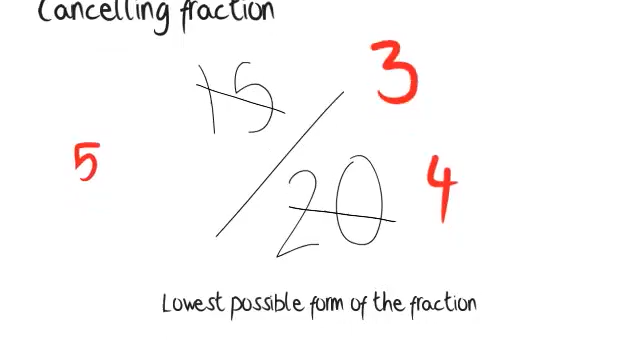 Cancelling fraction
15 3
5
20 4
Lowest possible form of the fraction